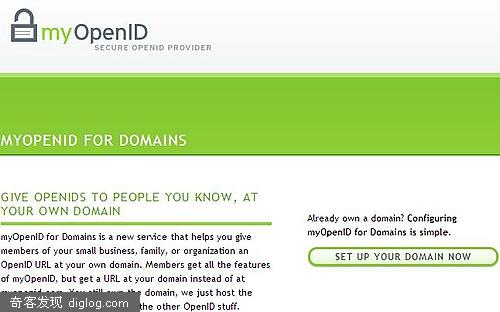 myOpenID
SECURE OPENID PROVIDER
MYOPENID FOR DOMAINS
GIVE OPENIDS TO PEOPLE YOU KNOW, AT
YOUR OWN DOMAIN
myOpenID for Domains is a new service that helps you give
members of your small business, family, or organization an
OpenID URL at your own domain. Members get all the features
of myOpenID, but get a URL at your domain instead of at
own the domain, we just host the
the other OpenID stuff.
Already own a domain? Configuring
myOpenID for Domains is simple.
SET UP YOUR DOMAIN NOW
奇客发现 diglog.com